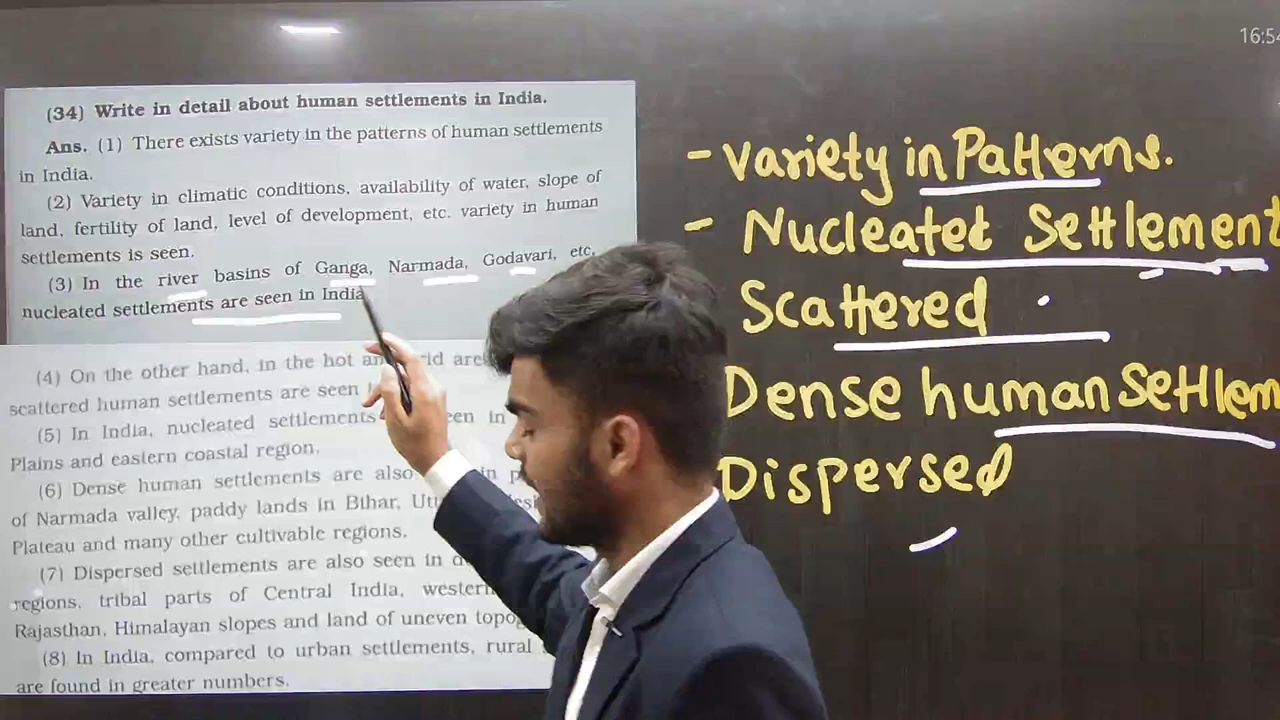 16:54
(34) Write in detail about human settlements in India.
Ans. (1) There exists variety in the patterns of human settlements
in India.
(2) Variety in climatic conditions, availability of water, slope of
land, fertility of land, level of development, etc. variety in human
settlements is seen.
(3) In the river basins of Ganga, Narmada, Godavari, etc.
nucleated settlements are seen in India
(4) On the other hand, in the hot
scattered human settlements are seen
(5) In India, nucleated settlements in
Plains and eastern coastal region.
(6) Dense human settlements are also in
of Narmada valley, paddy lands in Bihar,
Plateau and many other cultivable regions.
(7) Dispersed settlements are also seen in
regions, tribal parts of Central India, western
Rajasthan, Himalayan slopes and land of uneven
(8) In India, compared to urban settlements, rural
are found in greater numbers.
- Variety in Patterns.
- Nucleated Settlement
Scattered
Dense human Settlem
Dispersed